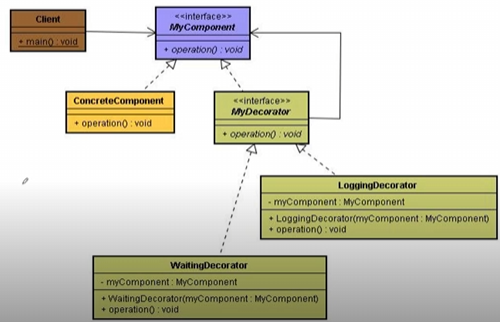 Client
+ main() : void
<<interface>>
MyComponent
+ operation() : void
ConcreteComponent
+ operation() : void
<<interface>>
MyDecorator
+ operation() : void
LoggingDecorator
- myComponent : MyComponent
+ LoggingDecorator(myComponent : MyComponent)
+ operation() : void
WaitingDecorator
- myComponent : MyComponent
+ WaitingDecorator(myComponent : MyComponent)
+ operation() : void